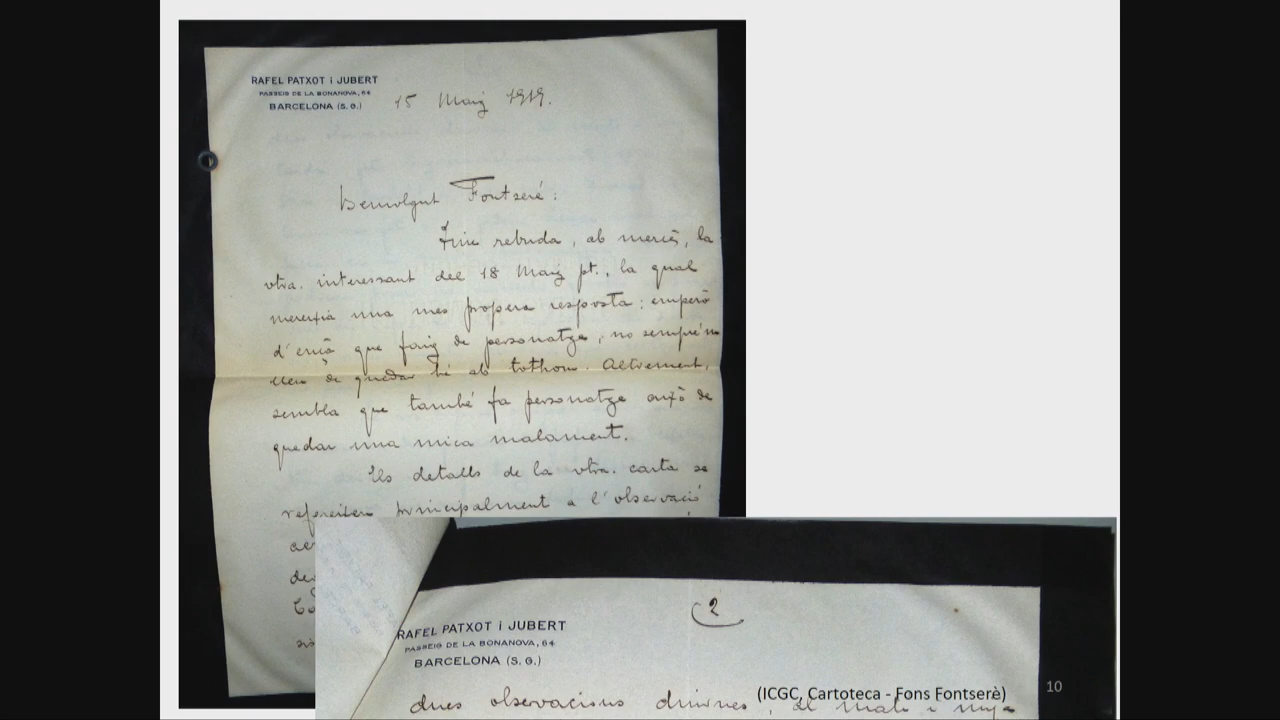 RAFEL PATXOT i JUBERT
PASSEIG DE LA BONANOVA, 64
BARCELONA (S. G.)
15 Maig 1919.
Benvolgut Fontseré:
rebuda, ab mercès, la
vtra. interessant del 18 Maig pt., la qual
mereixia una mes propera resposta; emperò
d'ençà que faig de personatge, no sempre'm
lleu de quedar bé ab tothom. Altrement,
sembla que també fa personatge això de
quedar una mica malament.
Els detalls de la vtra. carta se
refereixen principalment a l'observació
2
RAFEL PATXOT i JUBERT
PASSEIG DE LA BONANOVA, 64
BARCELONA (S. G.)
dues observacions diurnes, al matí i
(ICGC, Cartoteca - Fons Fontserè)
10